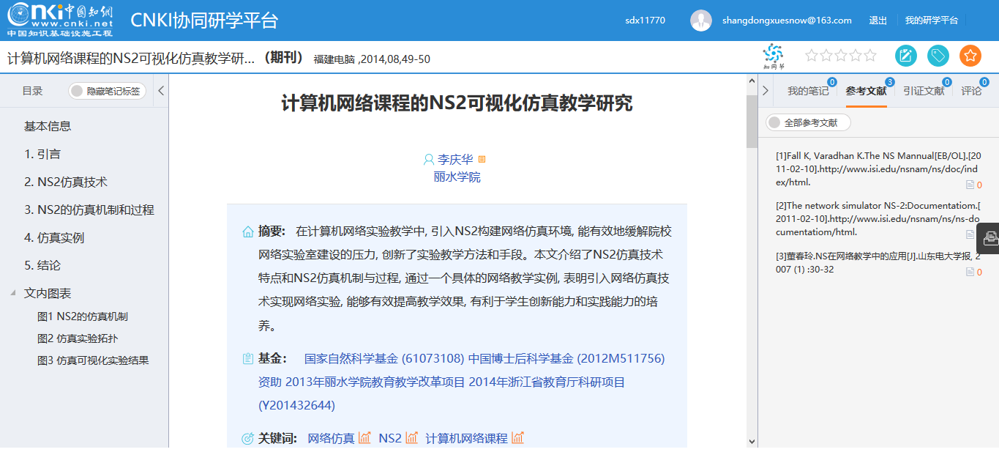 cnki中国知网
www.cnki.net
中国知识基础设施工程
CNKI协同研学平台
sdx11770
shangdongxuesnow@163.com
退出
我的研学平台
计算机网络课程的NS2可视化仿真教学研... （期刊） 福建电脑 ,2014,08,49-50
知网节
目录
隐藏笔记标签
基本信息
1. 引言
2. NS2仿真技术
3. NS2的仿真机制和过程
4. 仿真实例
5. 结论
文内图表
图1 NS2的仿真机制
图2 仿真实验拓扑
图3 仿真可视化实验结果
计算机网络课程的NS2可视化仿真教学研究
李庆华
丽水学院
摘要: 在计算机网络实验教学中, 引入NS2构建网络仿真环境, 能有效地缓解院校
网络实验室建设的压力, 创新了实验教学方法和手段。本文介绍了NS2仿真技术
特点和NS2仿真机制与过程, 通过一个具体的网络教学实例, 表明引入网络仿真技
术实现网络实验, 能够有效提高教学效果, 有利于学生创新能力和实践能力的培
养。
基金: 国家自然科学基金 (61073108) 中国博士后科学基金 (2012M511756)
资助 2013年丽水学院教育教学改革项目 2014年浙江省教育厅科研项目
(Y201432644)
关键词: 网络仿真 NS2 计算机网络课程
我的笔记 0 参考文献 3 引证文献 0 评论 0
全部参考文献
[1]Fall K, Varadhan K.The NS Mannual[EB/OL].[20
11-02-10].http://www.isi.edu/nsnam/ns/doc/ind
ex/html.
0
[2]The network simulator NS-2:Documentatiom.[
2011-02-10].http://www.isi.edu/nsnam/ns/ns-do
cumentatiom/html.
[3]董春玲.NS在网络教学中的应用[J].山东电大学报, 2
007 (1) :30-32
0